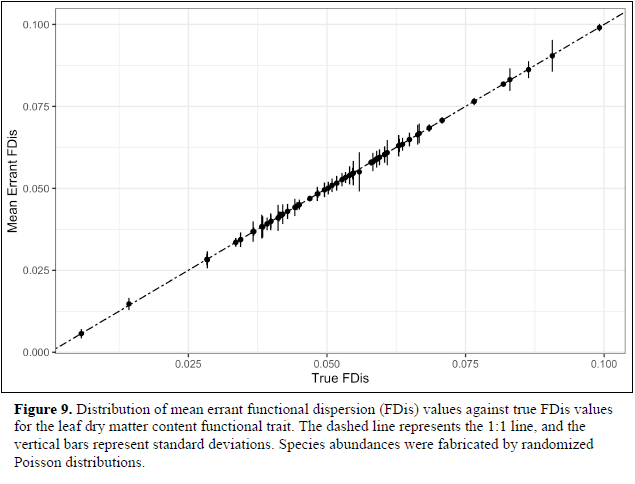 0.100
0.075
0.050
0.025
0.000
Mean Errant FDis
0.025 0.050 0.075 0.100
True FDis
Figure 9. Distribution of mean errant functional dispersion (FDis) values against true FDis values
for the leaf dry matter content functional trait. The dashed line represents the 1:1 line, and the
vertical bars represent standard deviations. Species abundances were fabricated by randomized
Poisson distributions.